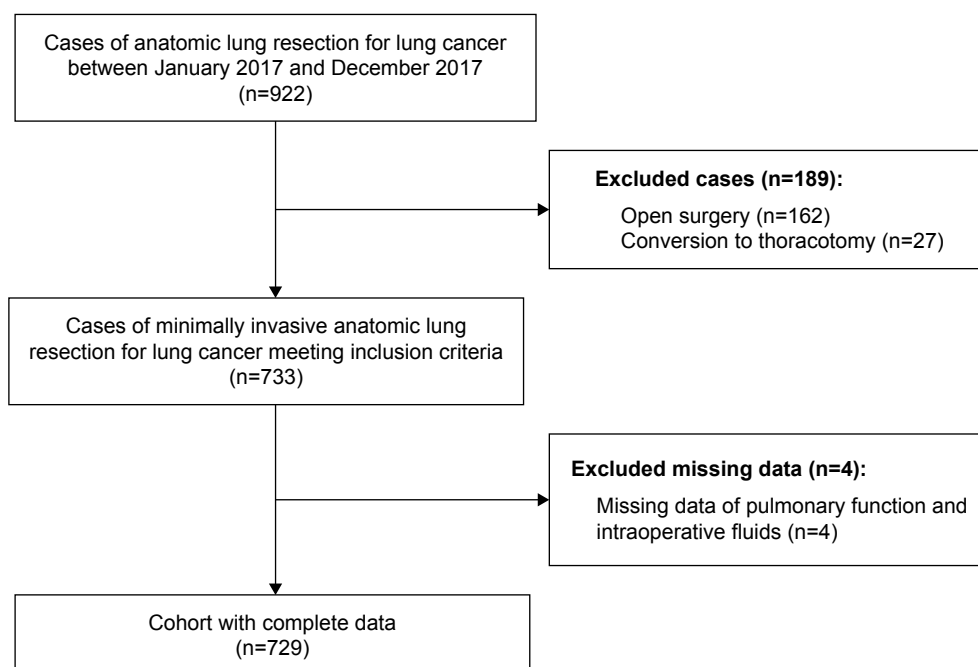 Cases of anatomic lung resection for lung cancer
between January 2017 and December 2017
(n=922)
Excluded cases (n=189):
Open surgery (n=162)
Conversion to thoracotomy (n=27)
Cases of minimally invasive anatomic lung
resection for lung cancer meeting inclusion criteria
(n=733)
Excluded missing data (n=4):
Missing data of pulmonary function and
intraoperative fluids (n=4)
Cohort with complete data
(n=729)